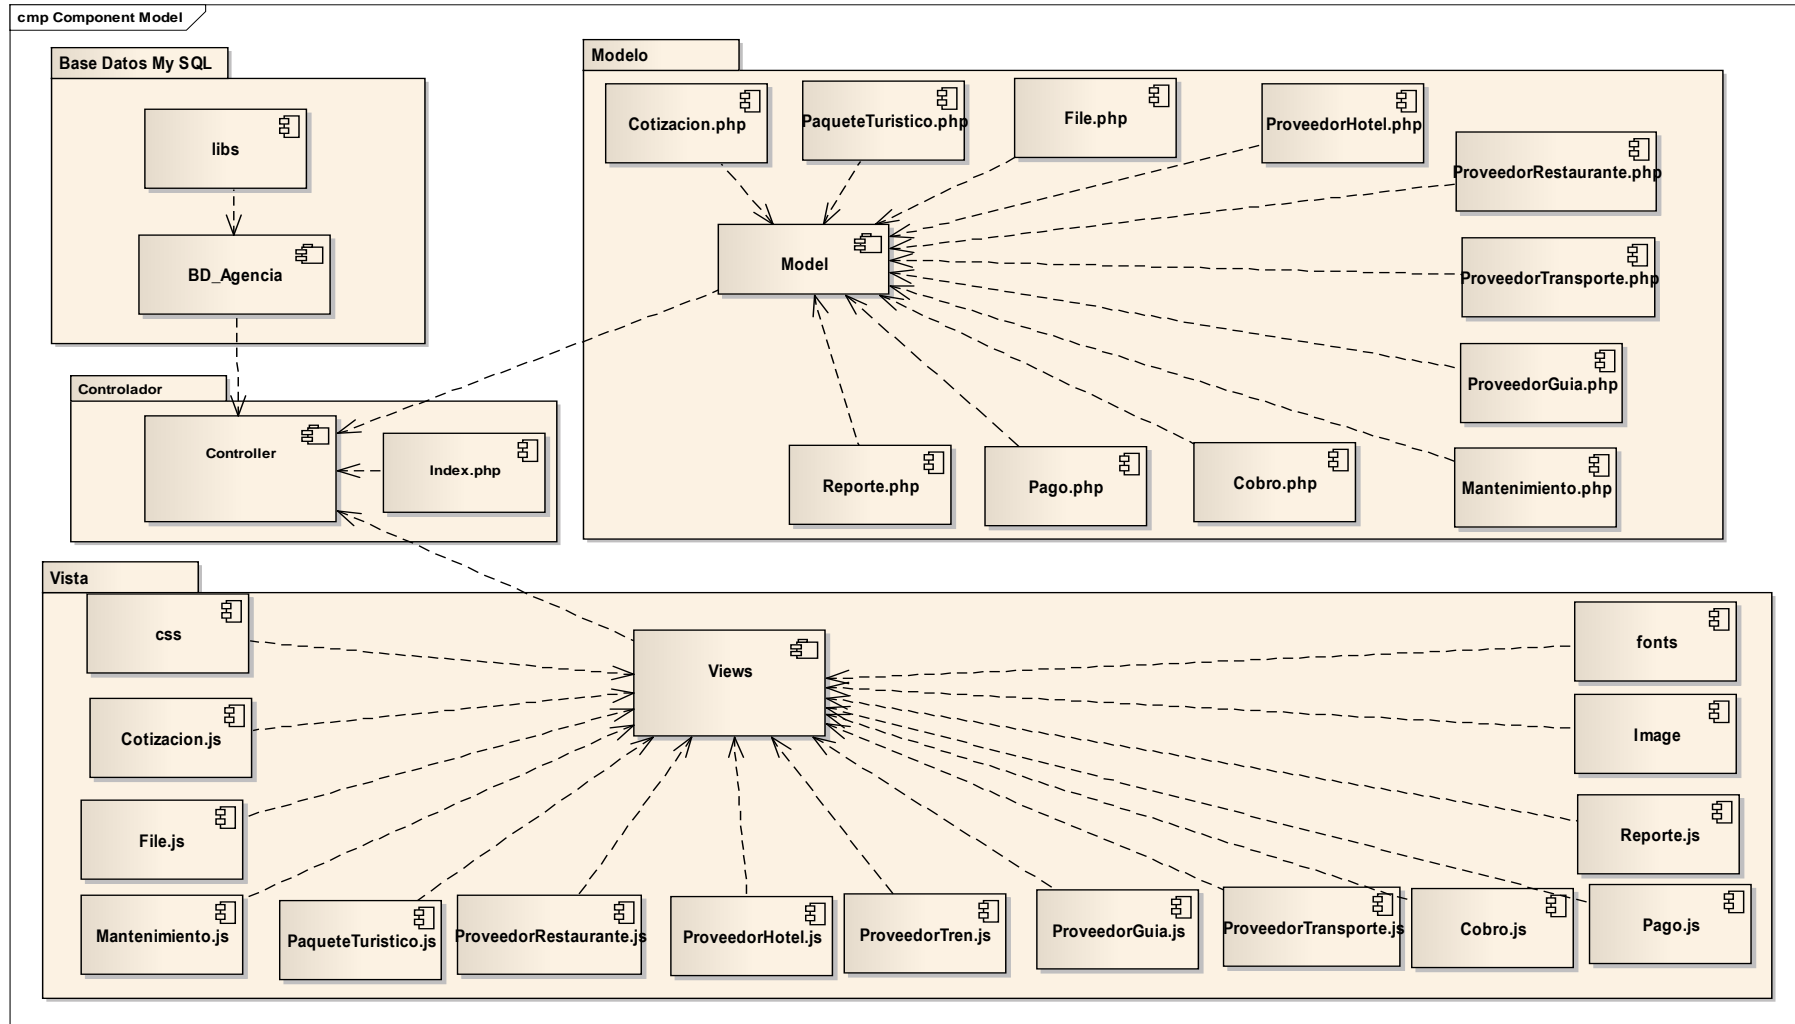 cmp Component Model
Base Datos My SQL
libs
BD_Agencia
Modelo
Cotizacion.php
PaqueteTuristico.php
File.php
ProveedorHotel.php
ProveedorRestaurante.php
Model
ProveedorTransporte.php
ProveedorGuia.php
Reporte.php
Pago.php
Cobro.php
Mantenimiento.php
Controlador
Controller
Index.php
Vista
css
Views
fonts
Cotizacion.js
Image
File.js
Reporte.js
Mantenimiento.js
PaqueteTuristico.js
ProveedorRestaurante.js
ProveedorHotel.js
ProveedorTren.js
ProveedorGuia.js
ProveedorTransporte.js
Cobro.js
Pago.js